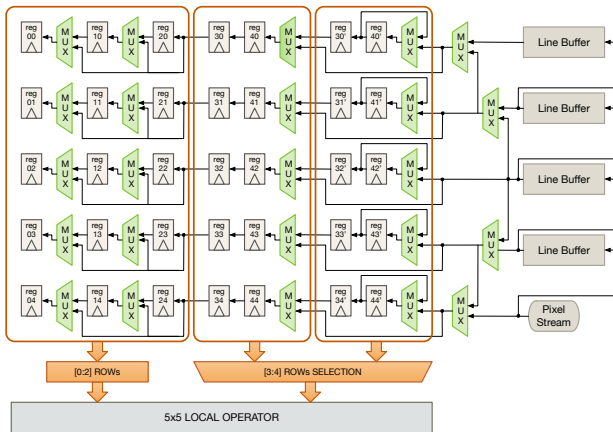 reg 00 MUX reg 10 MUX reg 20 reg 30 reg 40 MUX reg 30' reg 40' MUX MUX Line Buffer
reg 01 MUX reg 11 MUX reg 21 reg 31 reg 41 MUX reg 31' reg 41' MUX MUX Line Buffer
reg 02 MUX reg 12 MUX reg 22 reg 32 reg 42 MUX reg 32' reg 42' MUX Line Buffer
reg 03 MUX reg 13 MUX reg 23 reg 33 reg 43 MUX reg 33' reg 43' MUX MUX Line Buffer
reg 04 MUX reg 14 MUX reg 24 reg 34 reg 44 MUX reg 34' reg 44' MUX MUX Pixel Stream
[0:2] ROWs [3:4] ROWs SELECTION
5x5 LOCAL OPERATOR